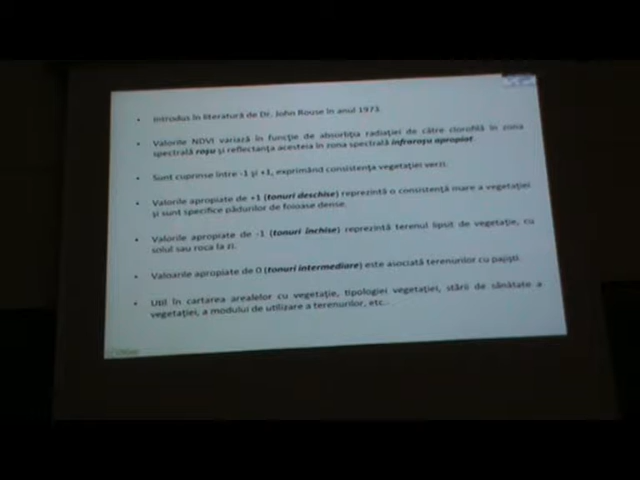 • Introdus în literatură de Dr. John Rouse în anul 1973.
• Valorile NDVI variază în funcție de absorbția radiației de către clorofilă în zona
spectrală roșu și reflectanța acesteia în zona spectrală infraroșu apropiat.
• Sunt cuprinse între -1 și +1, exprimând consistența vegetației verzi.
• Valorile apropiate de +1 (tonuri deschise) reprezintă o consistență mare a vegetației
și sunt specifice pădurilor de foioase dense.
• Valorile apropiate de -1 (tonuri închise) reprezintă terenul lipsit de vegetație, cu
solul sau roca la zi.
• Valoarile apropiate de 0 (tonuri intermediare) este asociată terenurilor cu pajiști.
• Util în cartarea arealelor cu vegetație, tipologiei vegetației, stării de sănătate a
vegetației, a modului de utilizare a terenurilor, etc..